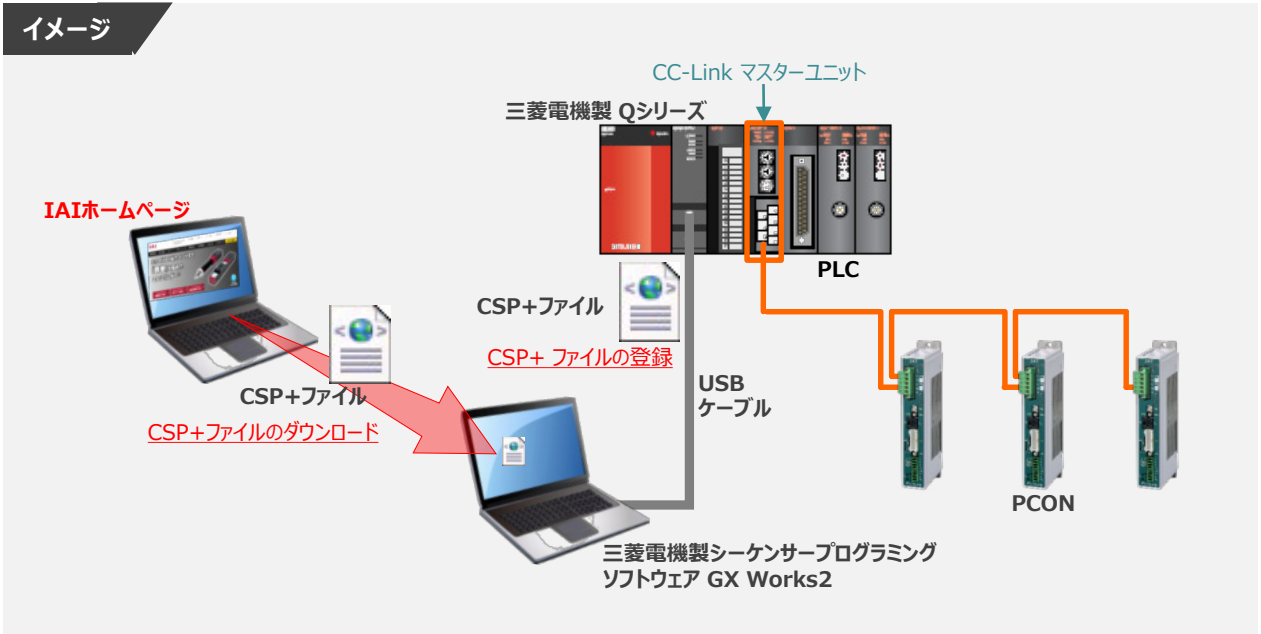 イメージ
CC-Link マスターユニット
三菱電機製 Qシリーズ
IAIホームページ
PLC
CSP+ファイル
CSP+ ファイルの登録
USB
ケーブル
CSP+ファイル
CSP+ファイルのダウンロード
PCON
三菱電機製シーケンサープログラミング
ソフトウェア GX Works2